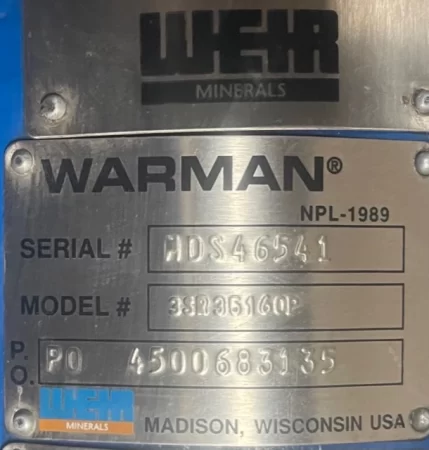 WEIR
MINERALS
WARMAN®
NPL-1989
SERIAL # MDS46541
MODEL #
P.O. PO 4500683135
WEIR
MINERALS
MADISON, WISCONSIN USA